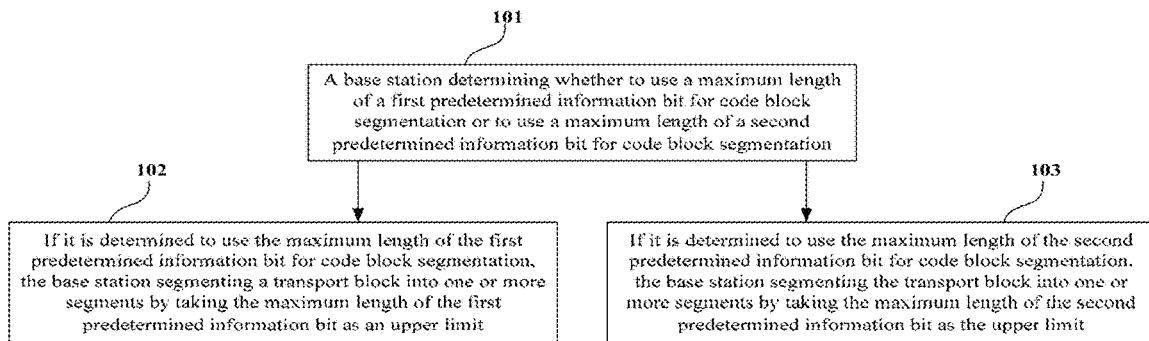 101
A base station determining whether to use a maximum length
of a first predetermined information bit for code block
segmentation or to use a maximum length of a second
predetermined information bit for code block segmentation
102
If it is determined to use the maximum length of the first
predetermined information bit for code block segmentation,
the base station segmenting a transport block into one or more
segments by taking the maximum length of the first
predetermined information bit as an upper limit
103
If it is determined to use the maximum length of the second
predetermined information bit for code block segmentation.
the base station segmenting the transport block into one or
more segments by taking the maximum length of the second
predetermined information bit as the upper limit